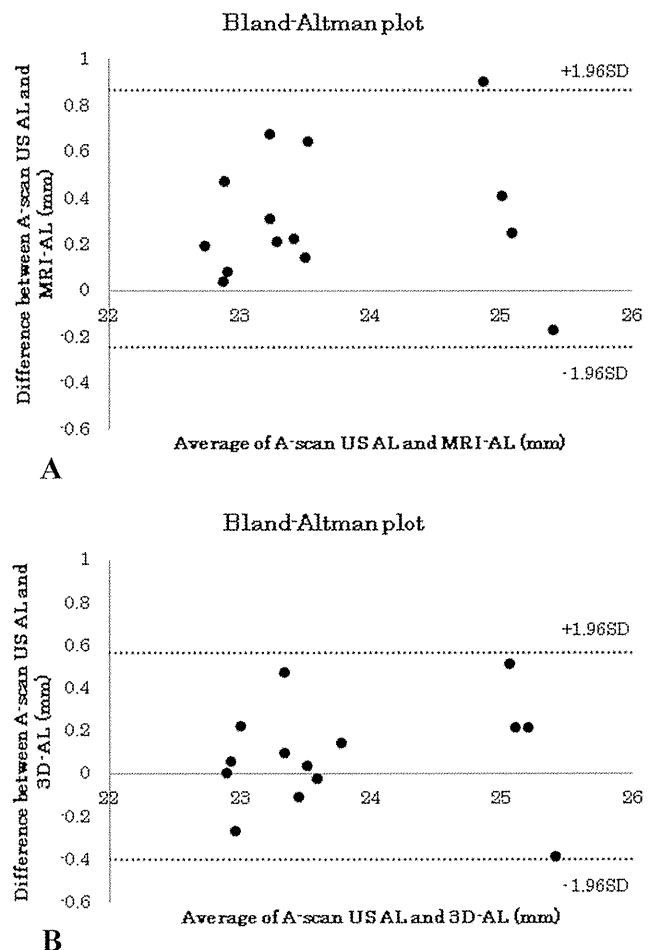 Bland-Altman plot
Difference between A-scan US AL and
MRI-AL (mm)
1
0.8
0.6
0.4
0.2
0
-0.2
-0.4
-0.6
22
23
24
25
26
+1.96SD
-1.96SD
Average of A-scan US AL and MRI-AL (mm)
A
Bland-Altman plot
Difference between A-scan US AL and
3D-AL (mm)
1
0.8
0.6
0.4
0.2
0
-0.2
-0.4
-0.6
22
23
24
25
26
+1.96SD
-1.96SD
Average of A-scan US AL and 3D-AL (mm)
B